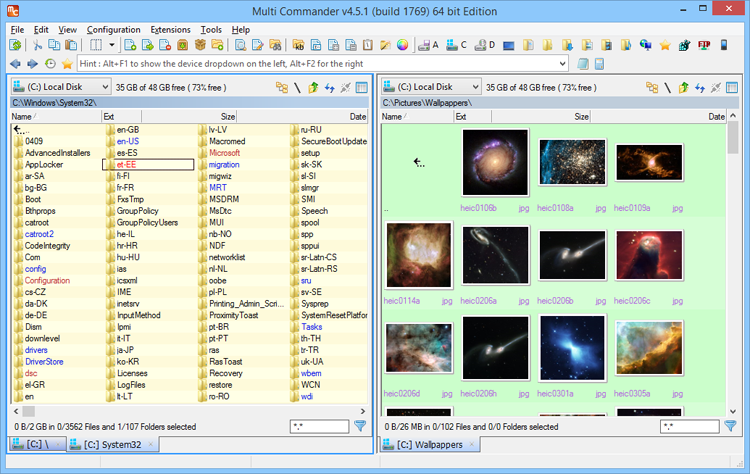 Multi Commander v4.5.1 (build 1769) 64 bit Edition
File Edit View Configuration Extensions Tools Help
A C D FTP
Hint : Alt+F1 to show the device dropdown on the left, Alt+F2 for the right
(C:) Local Disk 35 GB of 48 GB free ( 73% free )
C:\Windows\System32\
Name Ext Size Date
..
0409
AdvancedInstallers
AppLocker
ar-SA
bg-BG
Boot
Bthprops
catroot
catroot2
CodeIntegrity
Com
config
Configuration
cs-CZ
da-DK
de-DE
Dism
downlevel
drivers
DriverStore
dsc
el-GR
en
en-GB
en-US
es-ES
et-EE
fi-FI
fr-FR
FxsTmp
GroupPolicy
GroupPolicyUsers
he-IL
hr-HR
hu-HU
ias
icsxml
IME
inetsrv
InputMethod
Ipmi
it-IT
ja-JP
ko-KR
Licenses
LogFiles
lt-LT
lv-LV
Macromed
Microsoft
migration
migwiz
MRT
MSDRM
MsDtc
MUI
nb-NO
NDF
networklist
nl-NL
oobe
pl-PL
Printing_Admin_Scri...
ProximityToast
pt-BR
pt-PT
ras
RasToast
Recovery
restore
ro-RO
ru-RU
SecureBootUpdate
setup
sk-SK
sl-SI
slmgr
SMI
Speech
spool
spp
sppui
sr-Latn-CS
sr-Latn-RS
sru
sv-SE
Sysprep
SystemResetPlatfor
Tasks
th-TH
tr-TR
uk-UA
wbem
WCN
wdi
0 B/2 GB in 0/3562 Files and 1/107 Folders selected
*.*
[C:] \
[C:] System32
(C:) Local Disk 35 GB of 48 GB free ( 73% free )
C:\Pictures\Wallpappers\
Name Ext Size Date
.. heic0106b jpg heic0108a jpg heic0109a jpg
heic0114a jpg heic0206a jpg heic0206b jpg heic0206c jpg
heic0206d jpg heic0206h jpg heic0301a jpg heic0305a jpg
0 B/26 MB in 0/102 Files and 0/0 Folders selected
*.*
[C:] Wallpappers